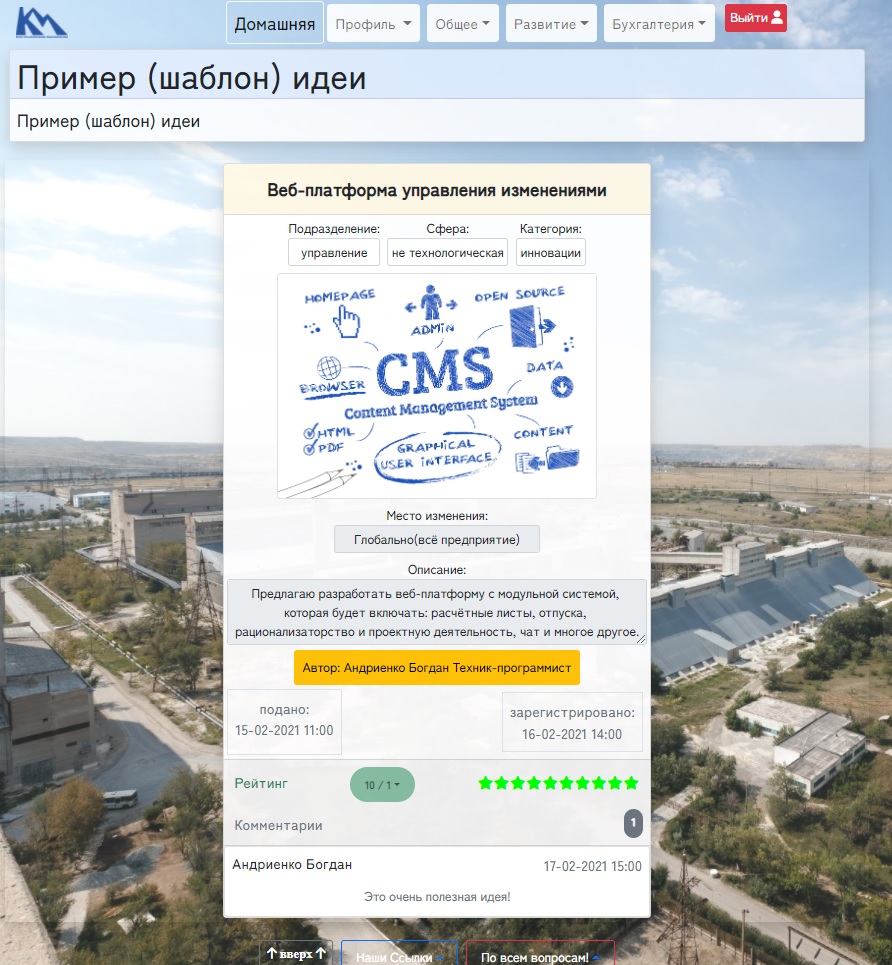 КМ
Домашняя
Профиль
Общее
Развитие
Бухгалтерия
Выйти
Пример (шаблон) идеи
Пример (шаблон) идеи
Веб-платформа управления изменениями
Подразделение:
Сфера:
Категория:
управление
не технологическая
инновации
HOMEPAGE
ADMiN
OPEN SOURCE
BROWSER
CMS
DATA
Content Management System
HTML
PDF
GRAPHiCAL
USER iNTERFACE
CONTENT
Место изменения:
Глобально(всё предприятие)
Описание:
Предлагаю разработать веб-платформу с модульной системой,
которая будет включать: расчётные листы, отпуска,
рационализаторство и проектную деятельность, чат и многое другое.
Автор: Андриенко Богдан Техник-программист
подано:
15-02-2021 11:00
зарегистрировано:
16-02-2021 14:00
Рейтинг
10 / 1
Комментарии
1
Андриенко Богдан
17-02-2021 15:00
Это очень полезная идея!
вверх
Наши Ссылки
По всем вопросам!